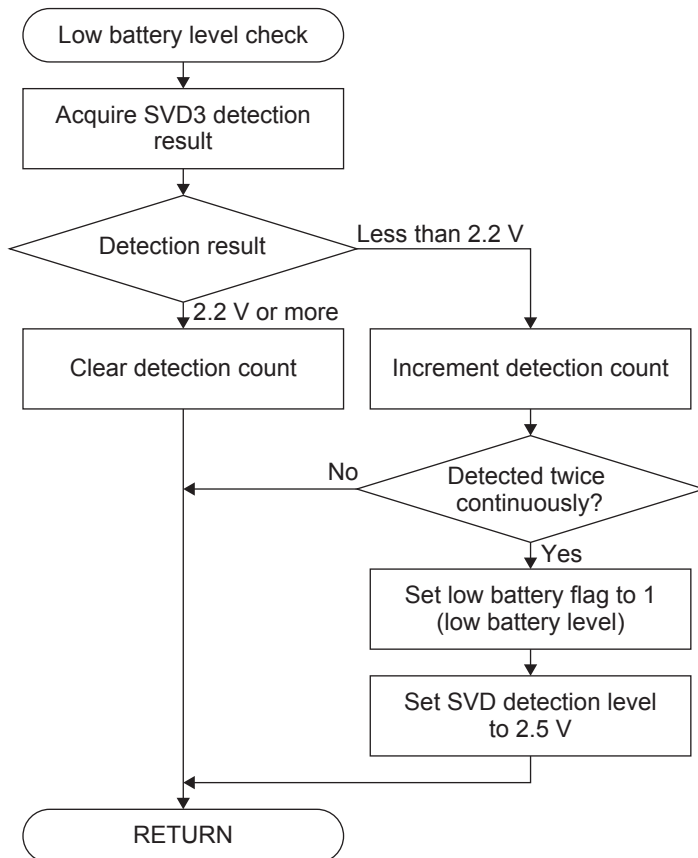 Low battery level check
Acquire SVD3 detection
result
Detection result
Less than 2.2 V
2.2 V or more
Clear detection count
Increment detection count
No
Detected twice
continuously?
Yes
Set low battery flag to 1
(low battery level)
Set SVD detection level
to 2.5 V
RETURN